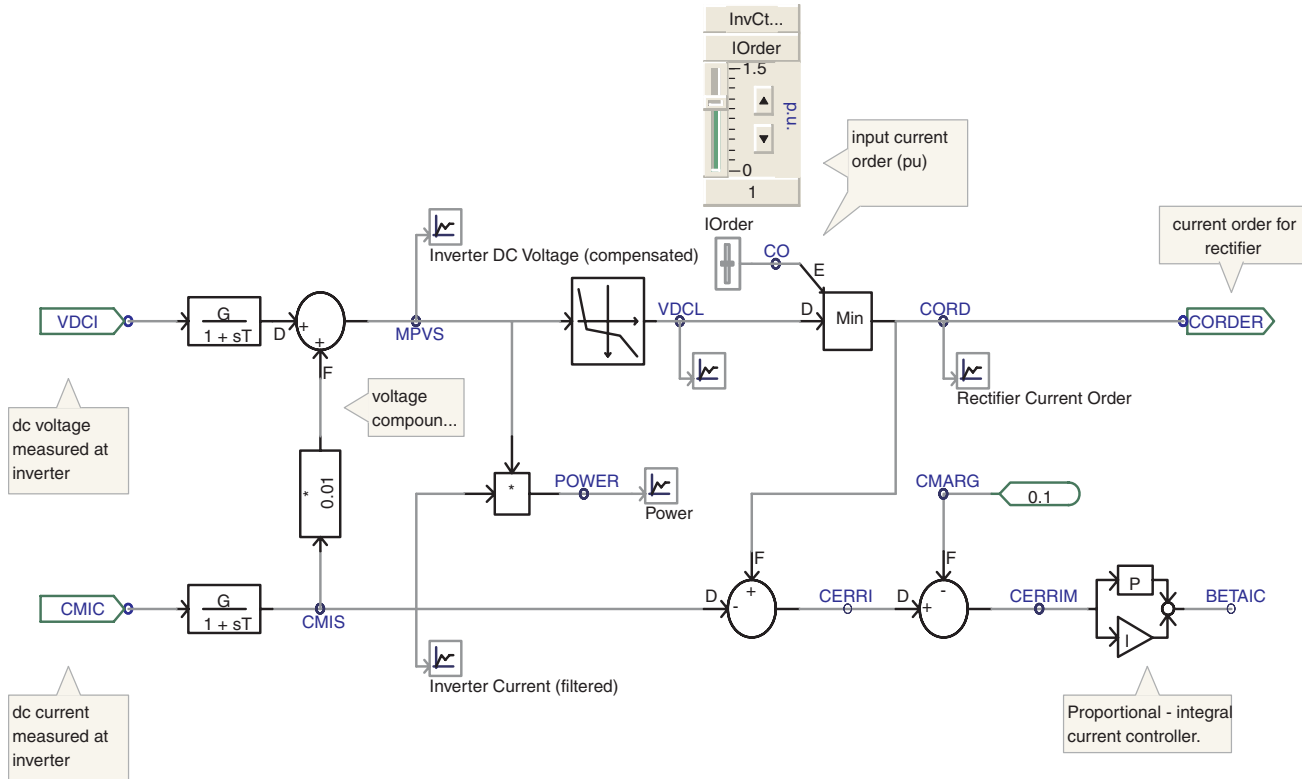 InvCt...
IOrder
1.5
p.u.
0
1
input current
order (pu)
IOrder
CO
E
current order for
rectifier
Inverter DC Voltage (compensated)
VDCI
G
1 + sT
D
+
+
F
MPVS
VDCL
D
Min
CORD
CORDER
Rectifier Current Order
voltage
compoun...
dc voltage
measured at
inverter
*
0.01
*
POWER
Power
CMARG
0.1
F
F
CMIC
G
1 + sT
CMIS
D
+
-
CERRI
D
-
+
CERRIM
P
I
BETAIC
Inverter Current (filtered)
dc current
measured at
inverter
Proportional - integral
current controller.